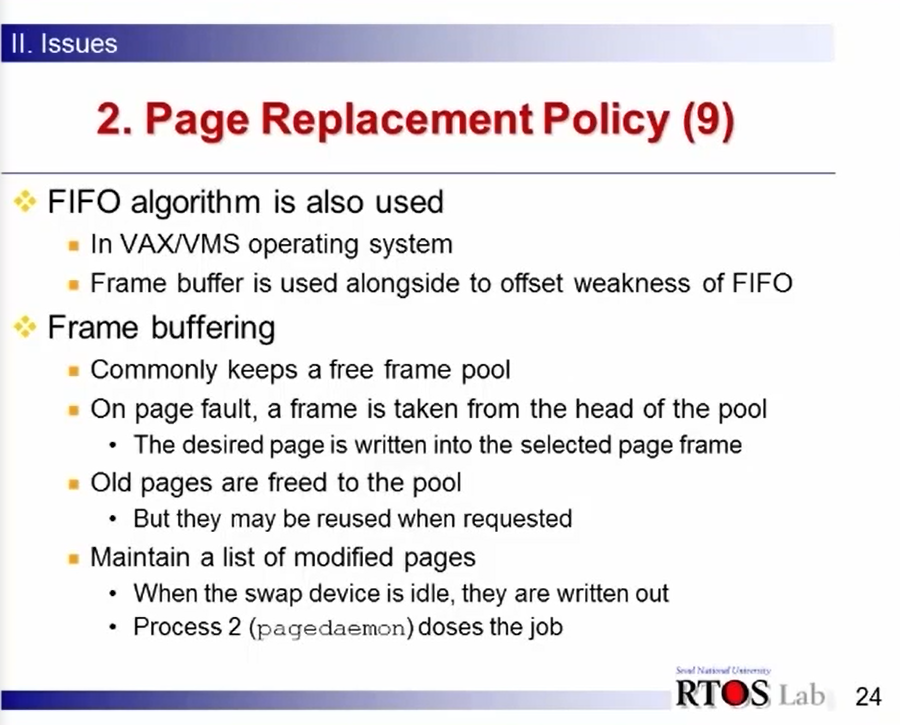 II. Issues
2. Page Replacement Policy (9)
FIFO algorithm is also used
In VAX/VMS operating system
Frame buffer is used alongside to offset weakness of FIFO
Frame buffering
Commonly keeps a free frame pool
On page fault, a frame is taken from the head of the pool
The desired page is written into the selected page frame
Old pages are freed to the pool
But they may be reused when requested
Maintain a list of modified pages
When the swap device is idle, they are written out
Process 2 (pagedaemon) doses the job
Seoul National University
RTOS Lab
24